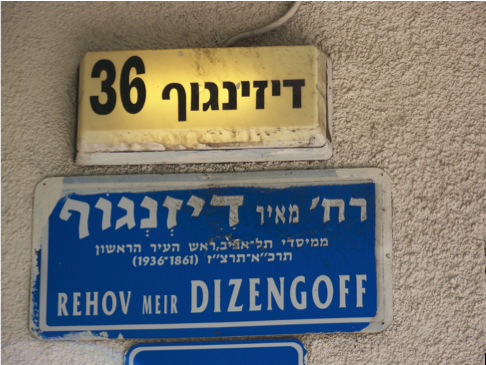 דיזינגוף 36
רח׳ מאיר דִיזֶנְגוֹף
ממיסדי תל־אביב, ראש העיר הראשון
תרכ״א־תרצ״ז (1861־1936)
REHOV MEIR DIZENGOFF